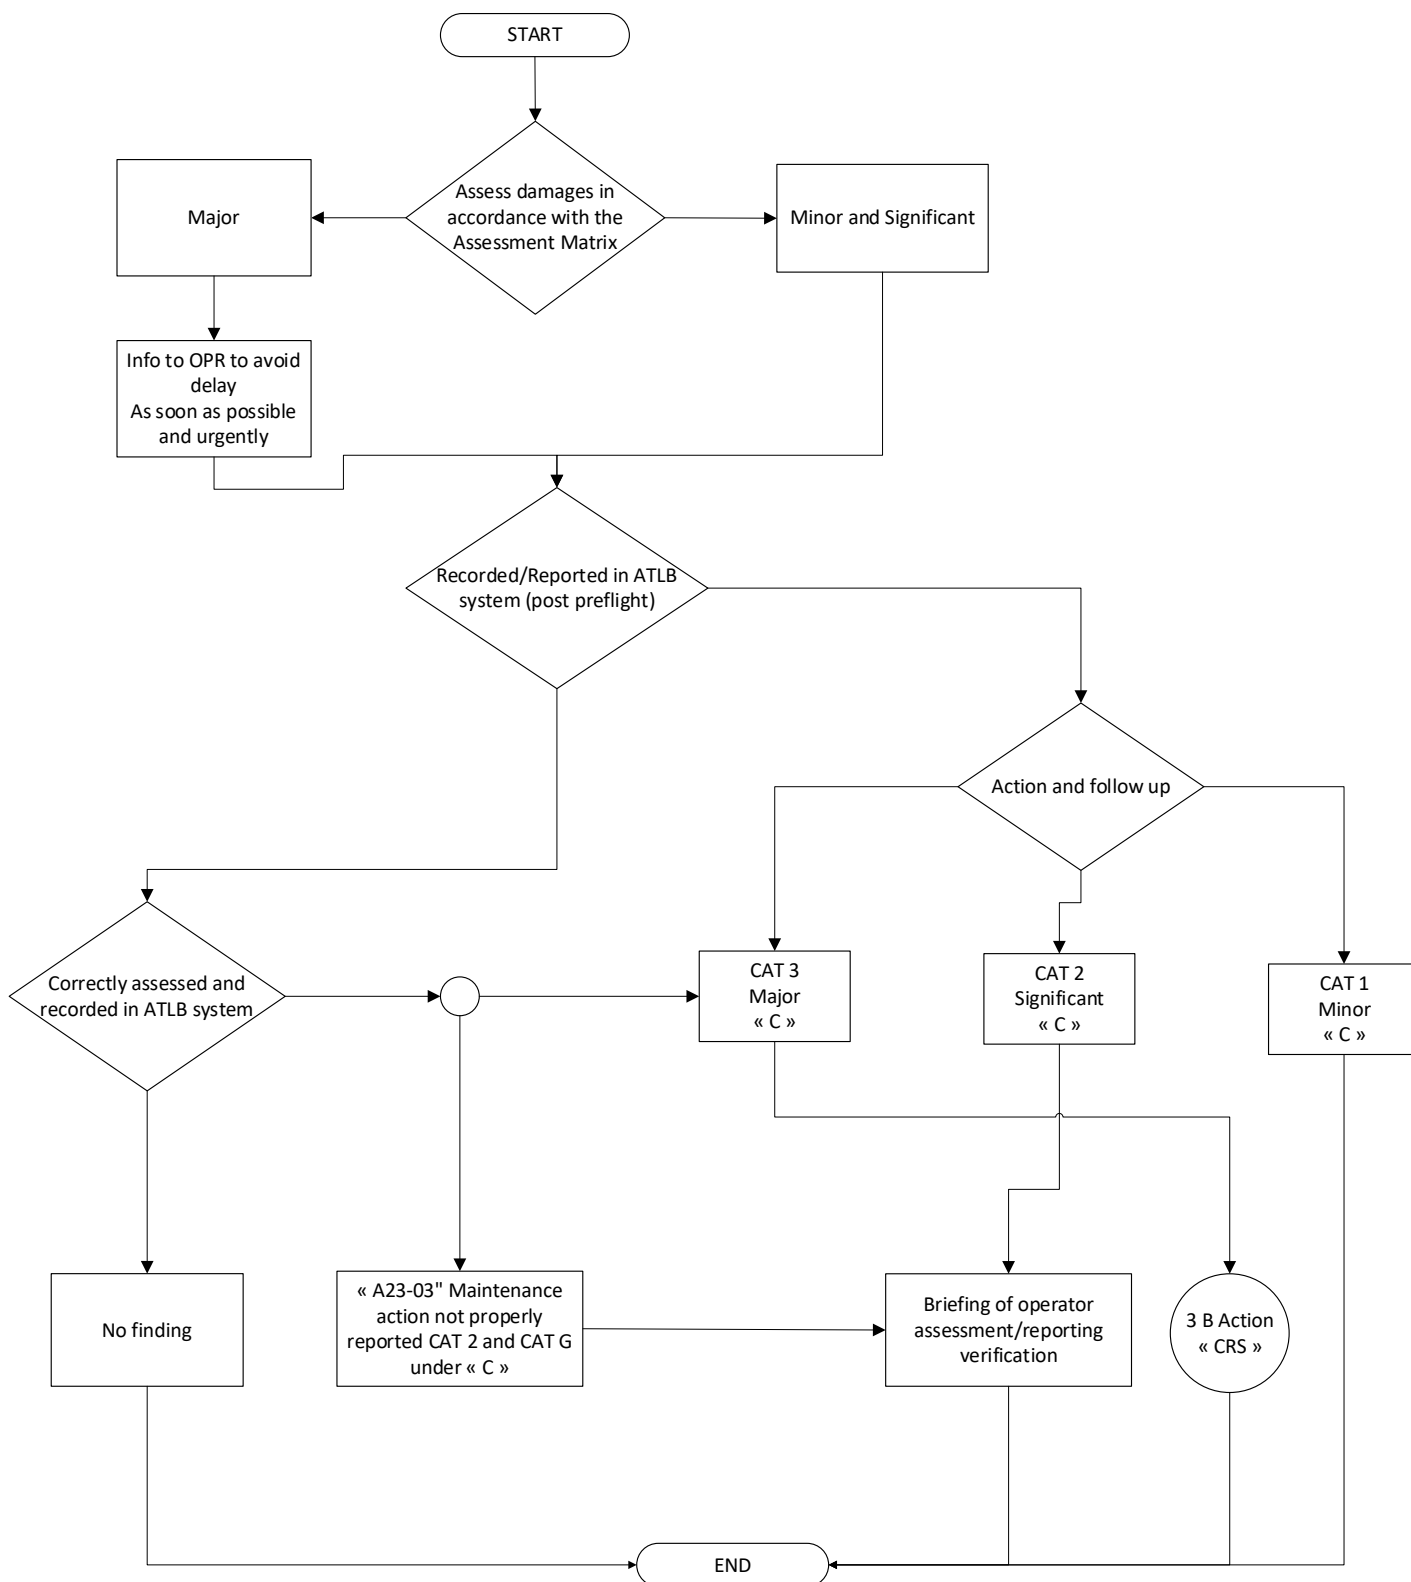 START
Assess damages in
accordance with the
Assessment Matrix
Major
Minor and Significant
Info to OPR to avoid
delay
As soon as possible
and urgently
Recorded/Reported in ATLB
system (post preflight)
Action and follow up
Correctly assessed and
recorded in ATLB system
CAT 3
Major
« C »
CAT 2
Significant
« C »
CAT 1
Minor
« C »
No finding
« A23-03" Maintenance
action not properly
reported CAT 2 and CAT G
under « C »
Briefing of operator
assessment/reporting
verification
3 B Action
« CRS »
END